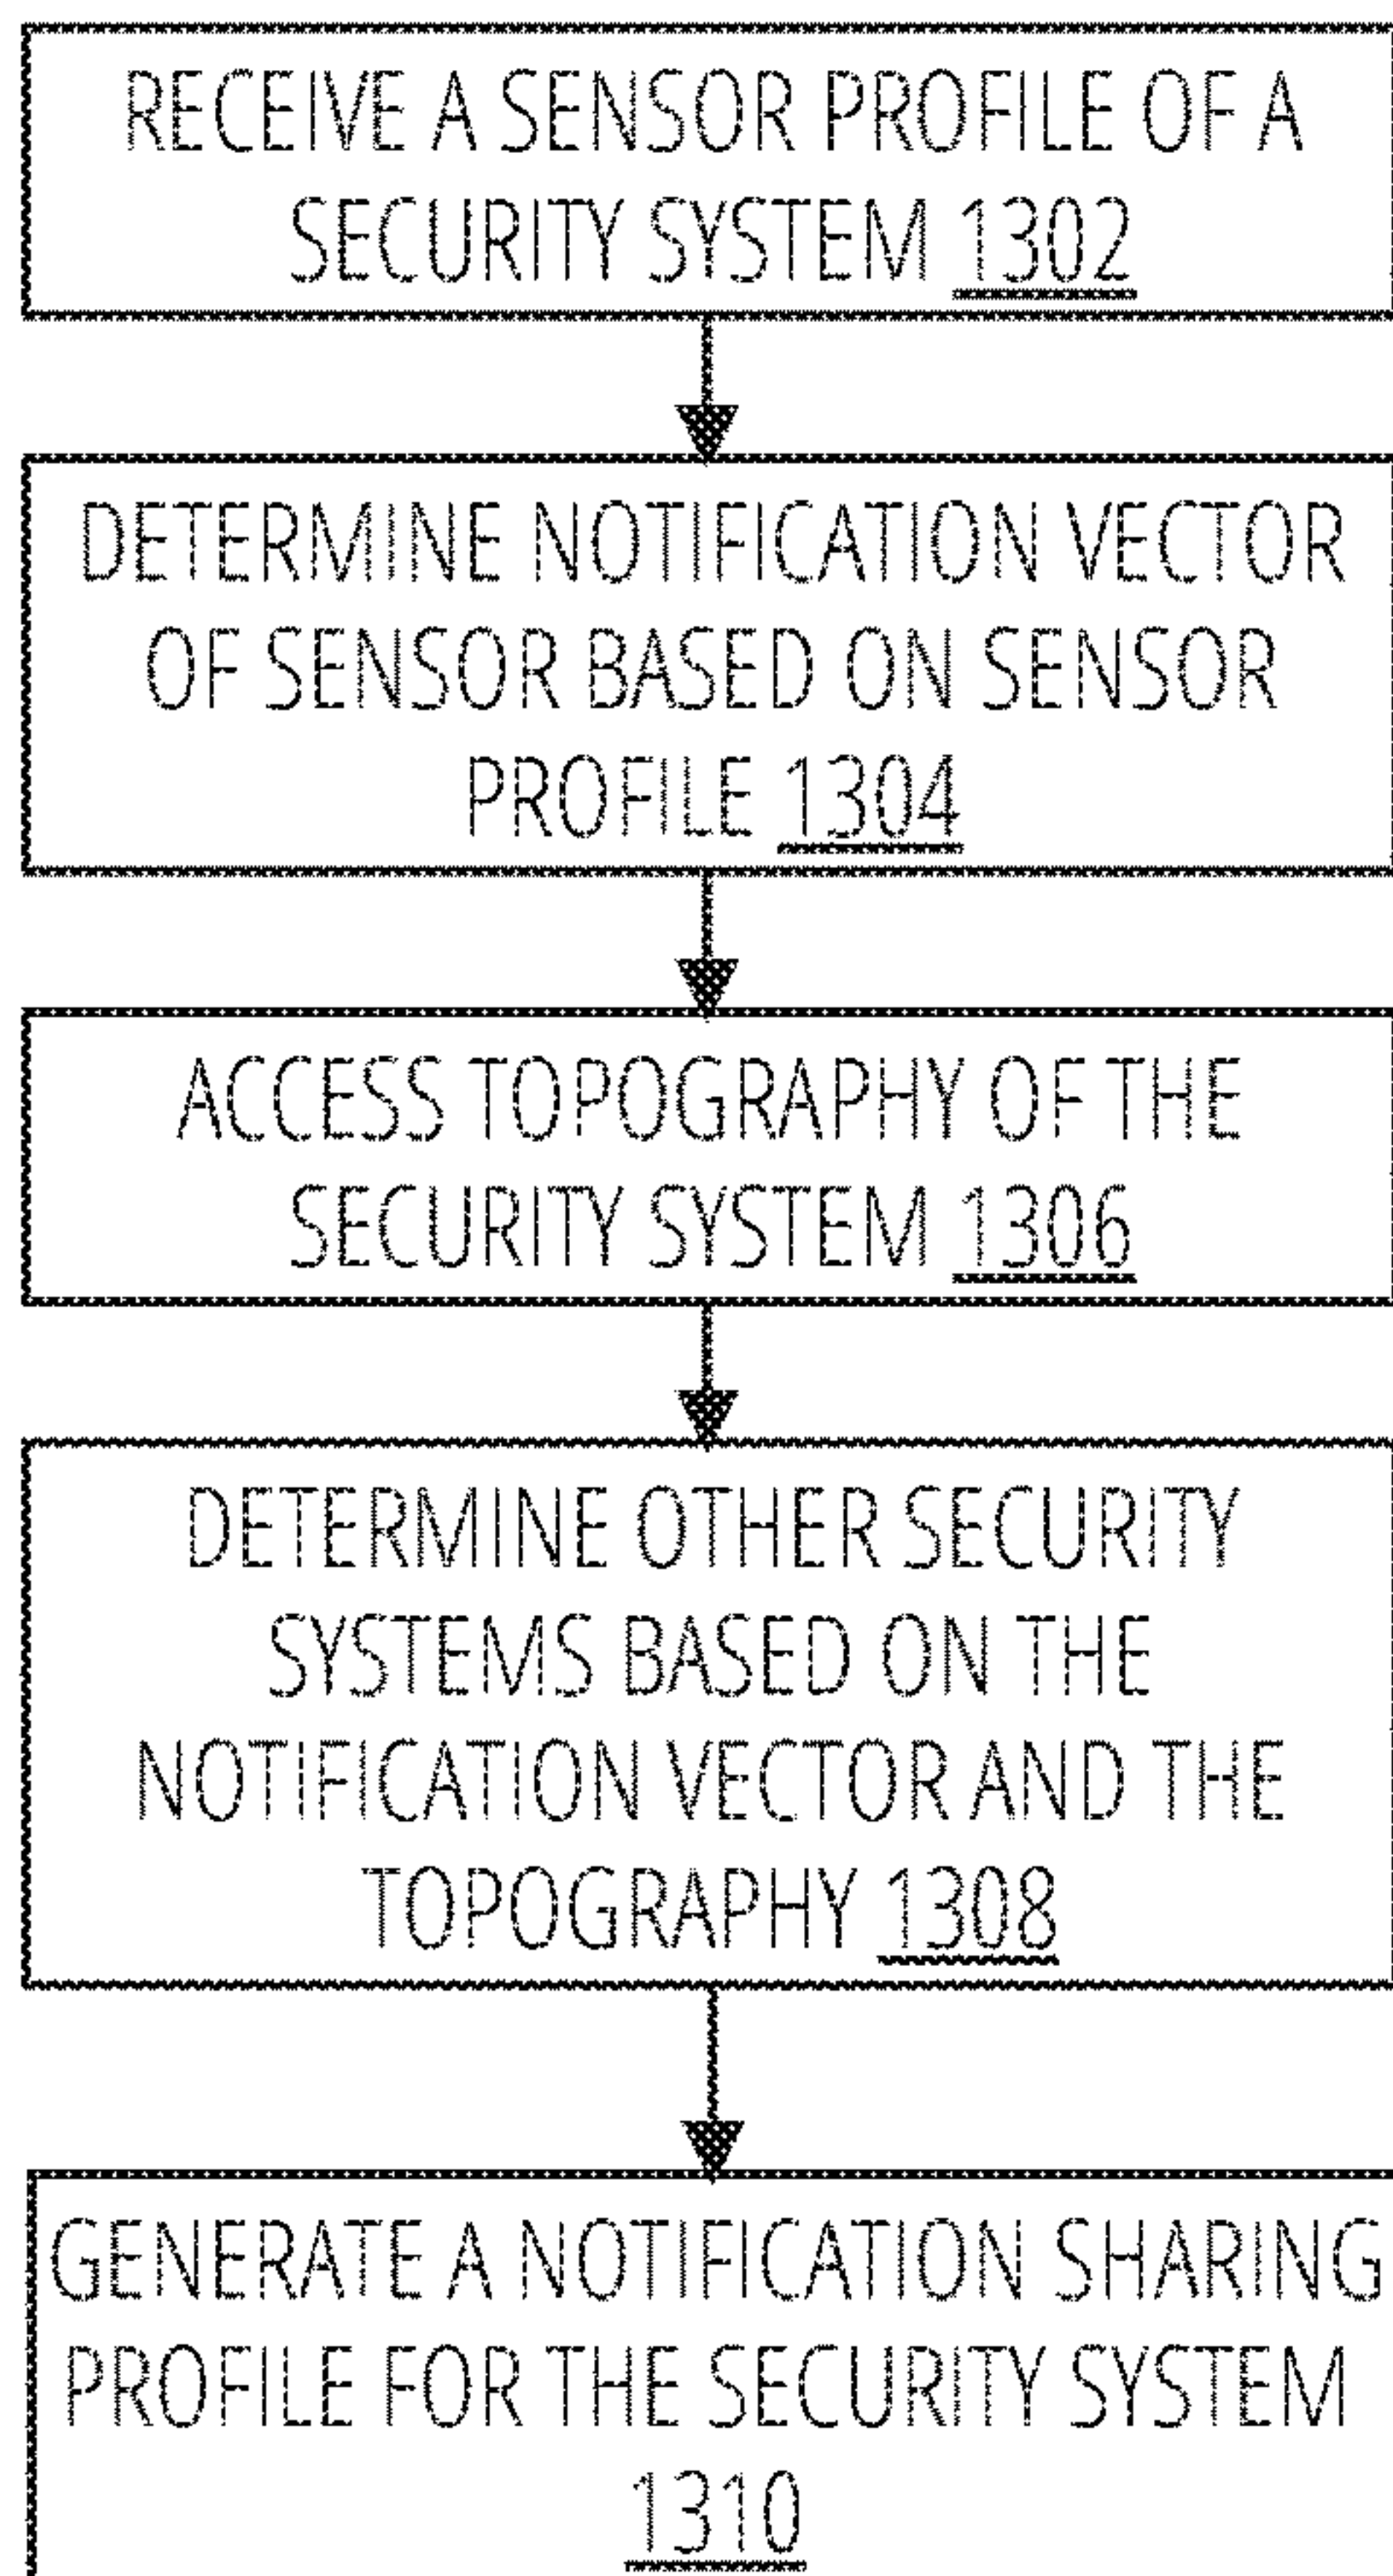 RECEIVE A SENSOR PROFILE OF A
SECURITY SYSTEM 1302
DETERMINE NOTIFICATION VECTOR
OF SENSOR BASED ON SENSOR
PROFILE 1304
ACCESS TOPOGRAPHY OF THE
SECURITY SYSTEM 1306
DETERMINE OTHER SECURITY
SYSTEMS BASED ON THE
NOTIFICATION VECTOR AND THE
TOPOGRAPHY 1308
GENERATE A NOTIFICATION SHARING
PROFILE FOR THE SECURITY SYSTEM
1310